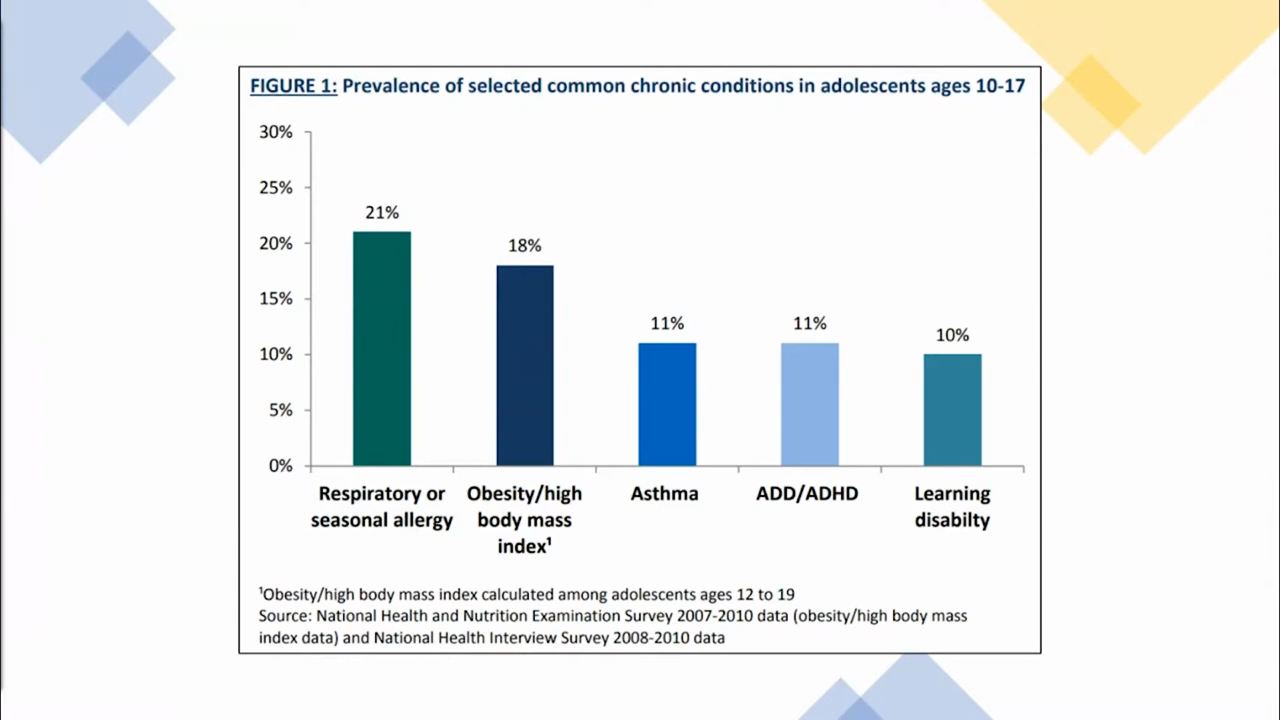 FIGURE 1: Prevalence of selected common chronic conditions in adolescents ages 10-17
30%
25%
20%
15%
10%
5%
0%
21%
18%
11%
11%
10%
Respiratory or
seasonal allergy
Obesity/high
body mass
index¹
Asthma
ADD/ADHD
Learning
disabilty
¹Obesity/high body mass index calculated among adolescents ages 12 to 19
Source: National Health and Nutrition Examination Survey 2007-2010 data (obesity/high body mass
index data) and National Health Interview Survey 2008-2010 data